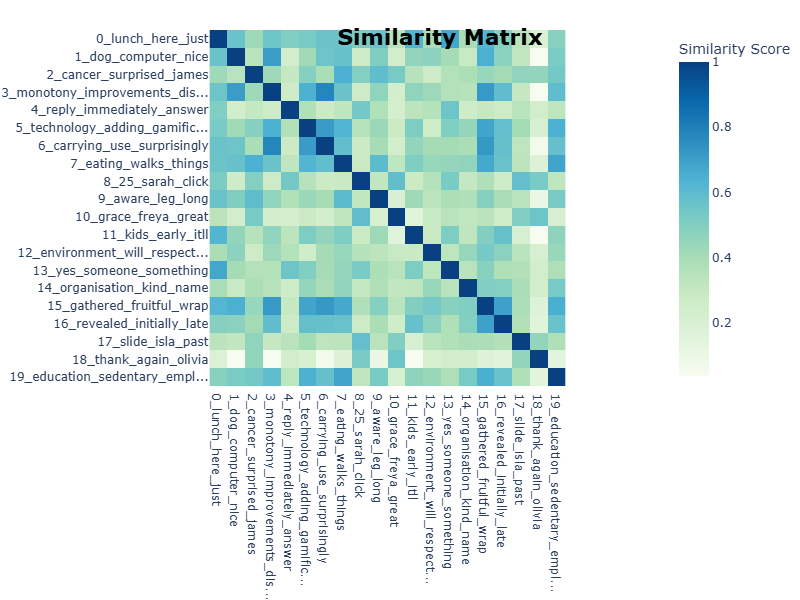 Similarity Matrix
0_lunch_here_just
1_dog_computer_nice
2_cancer_surprised_james
3_monotony_improvements_dis...
4_reply_immediately_answer
5_technology_adding_gamific...
6_carrying_use_surprisingly
7_eating_walks_things
8_25_sarah_click
9_aware_leg_long
10_grace_freya_great
11_kids_early_itll
12_environment_will_respect...
13_yes_someone_something
14_organisation_kind_name
15_gathered_fruitful_wrap
16_revealed_initially_late
17_slide_isla_past
18_thank_again_olivia
19_education_sedentary_empl...
0_lunch_here_just
1_dog_computer_nice
2_cancer_surprised_james
3_monotony_improvements_dis...
4_reply_immediately_answer
5_technology_adding_gamific...
6_carrying_use_surprisingly
7_eating_walks_things
8_25_sarah_click
9_aware_leg_long
10_grace_freya_great
11_kids_early_itll
12_environment_will_respect...
13_yes_someone_something
14_organisation_kind_name
15_gathered_fruitful_wrap
16_revealed_initially_late
17_slide_isla_past
18_thank_again_olivia
19_education_sedentary_empl...
Similarity Score
1
0.8
0.6
0.4
0.2